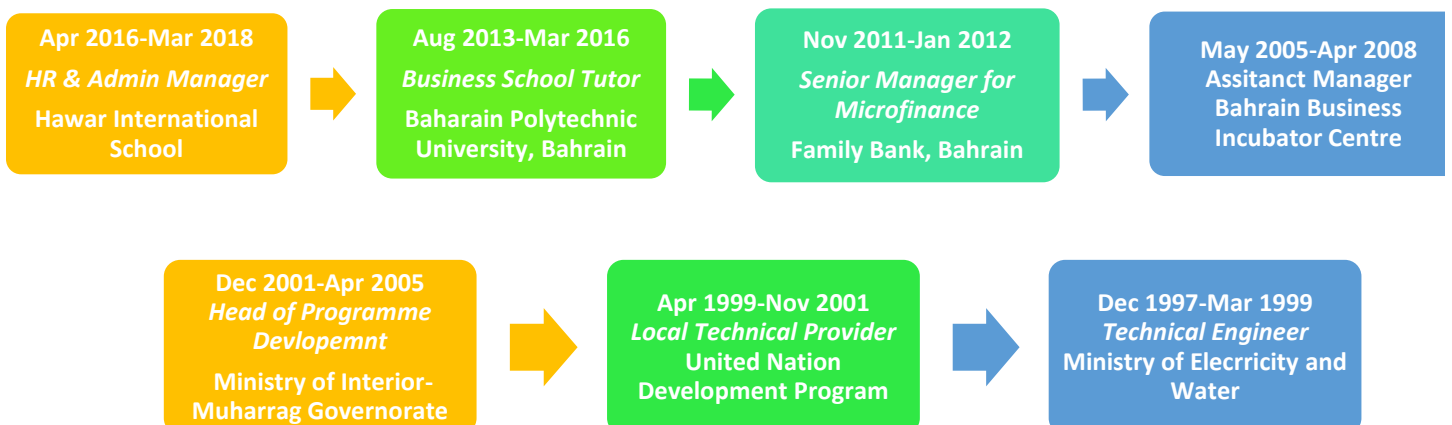 Apr 2016-Mar 2018
HR & Admin Manager
Hawar International
School
Aug 2013-Mar 2016
Business School Tutor
Baharain Polytechnic
University, Bahrain
Nov 2011-Jan 2012
Senior Manager for
Microfinance
Family Bank, Bahrain
May 2005-Apr 2008
Assitanct Manager
Bahrain Business
Incubator Centre
Dec 2001-Apr 2005
Head of Programme
Devlopemnt
Ministry of Interior-
Muharrag Governorate
Apr 1999-Nov 2001
Local Technical Provider
United Nation
Development Program
Dec 1997-Mar 1999
Technical Engineer
Ministry of Elecrricity and
Water